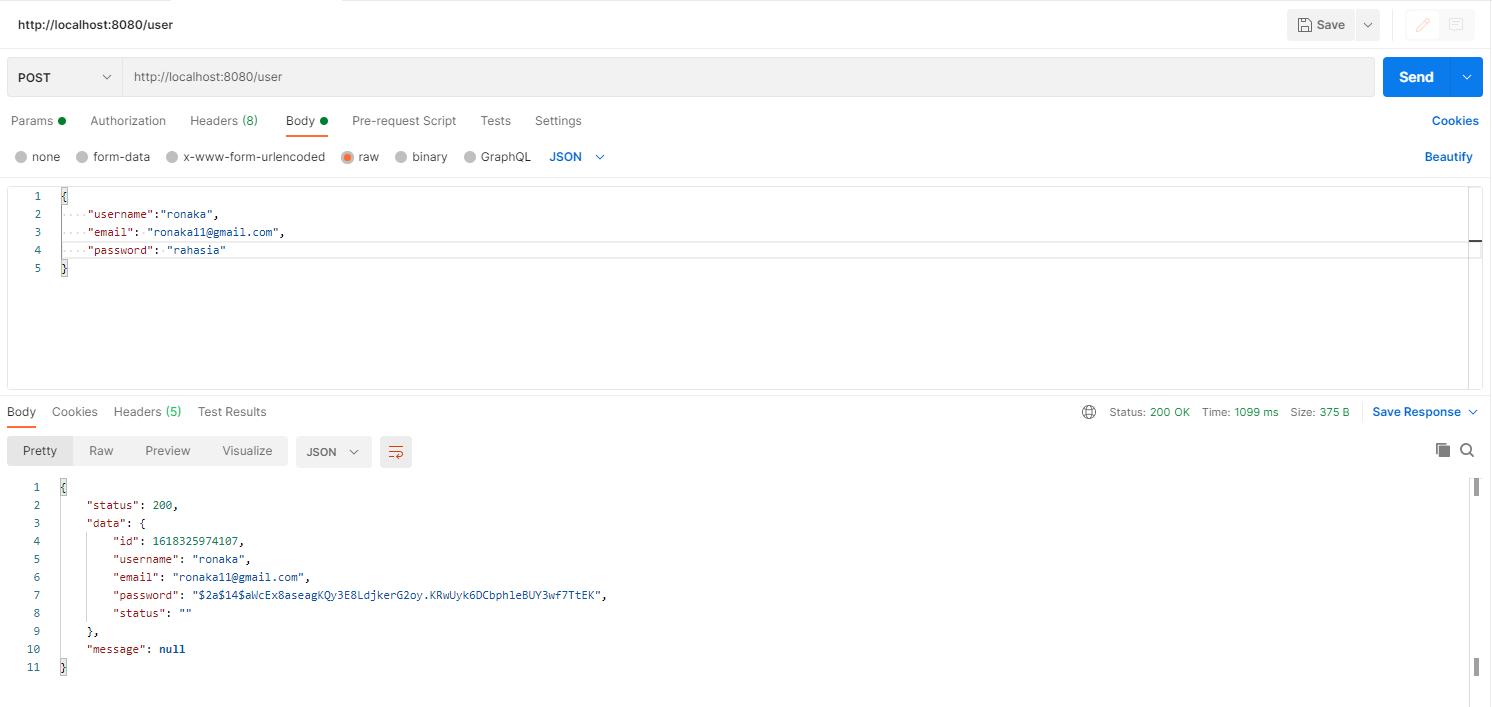 http://localhost:8080/user Save
POST http://localhost:8080/user Send
Params Authorization Headers (8) Body Pre-request Script Tests Settings Cookies
none form-data x-www-form-urlencoded raw binary GraphQL JSON Beautify
1 {
2 "username":"ronaka",
3 "email": "ronaka11@gmail.com",
4 "password": "rahasia"
5 }
Body Cookies Headers (5) Test Results Status: 200 OK Time: 1099 ms Size: 375 B Save Response
Pretty Raw Preview Visualize JSON
1 {
2 "status": 200,
3 "data": {
4 "id": 1618325974107,
5 "username": "ronaka",
6 "email": "ronaka11@gmail.com",
7 "password": "$2a$14$aWcEx8aseagKQy3E8LdjkerG2oy.KRwUyk6DCbphleBUY3wf7TtEK",
8 "status": ""
9 },
10 "message": null
11 }